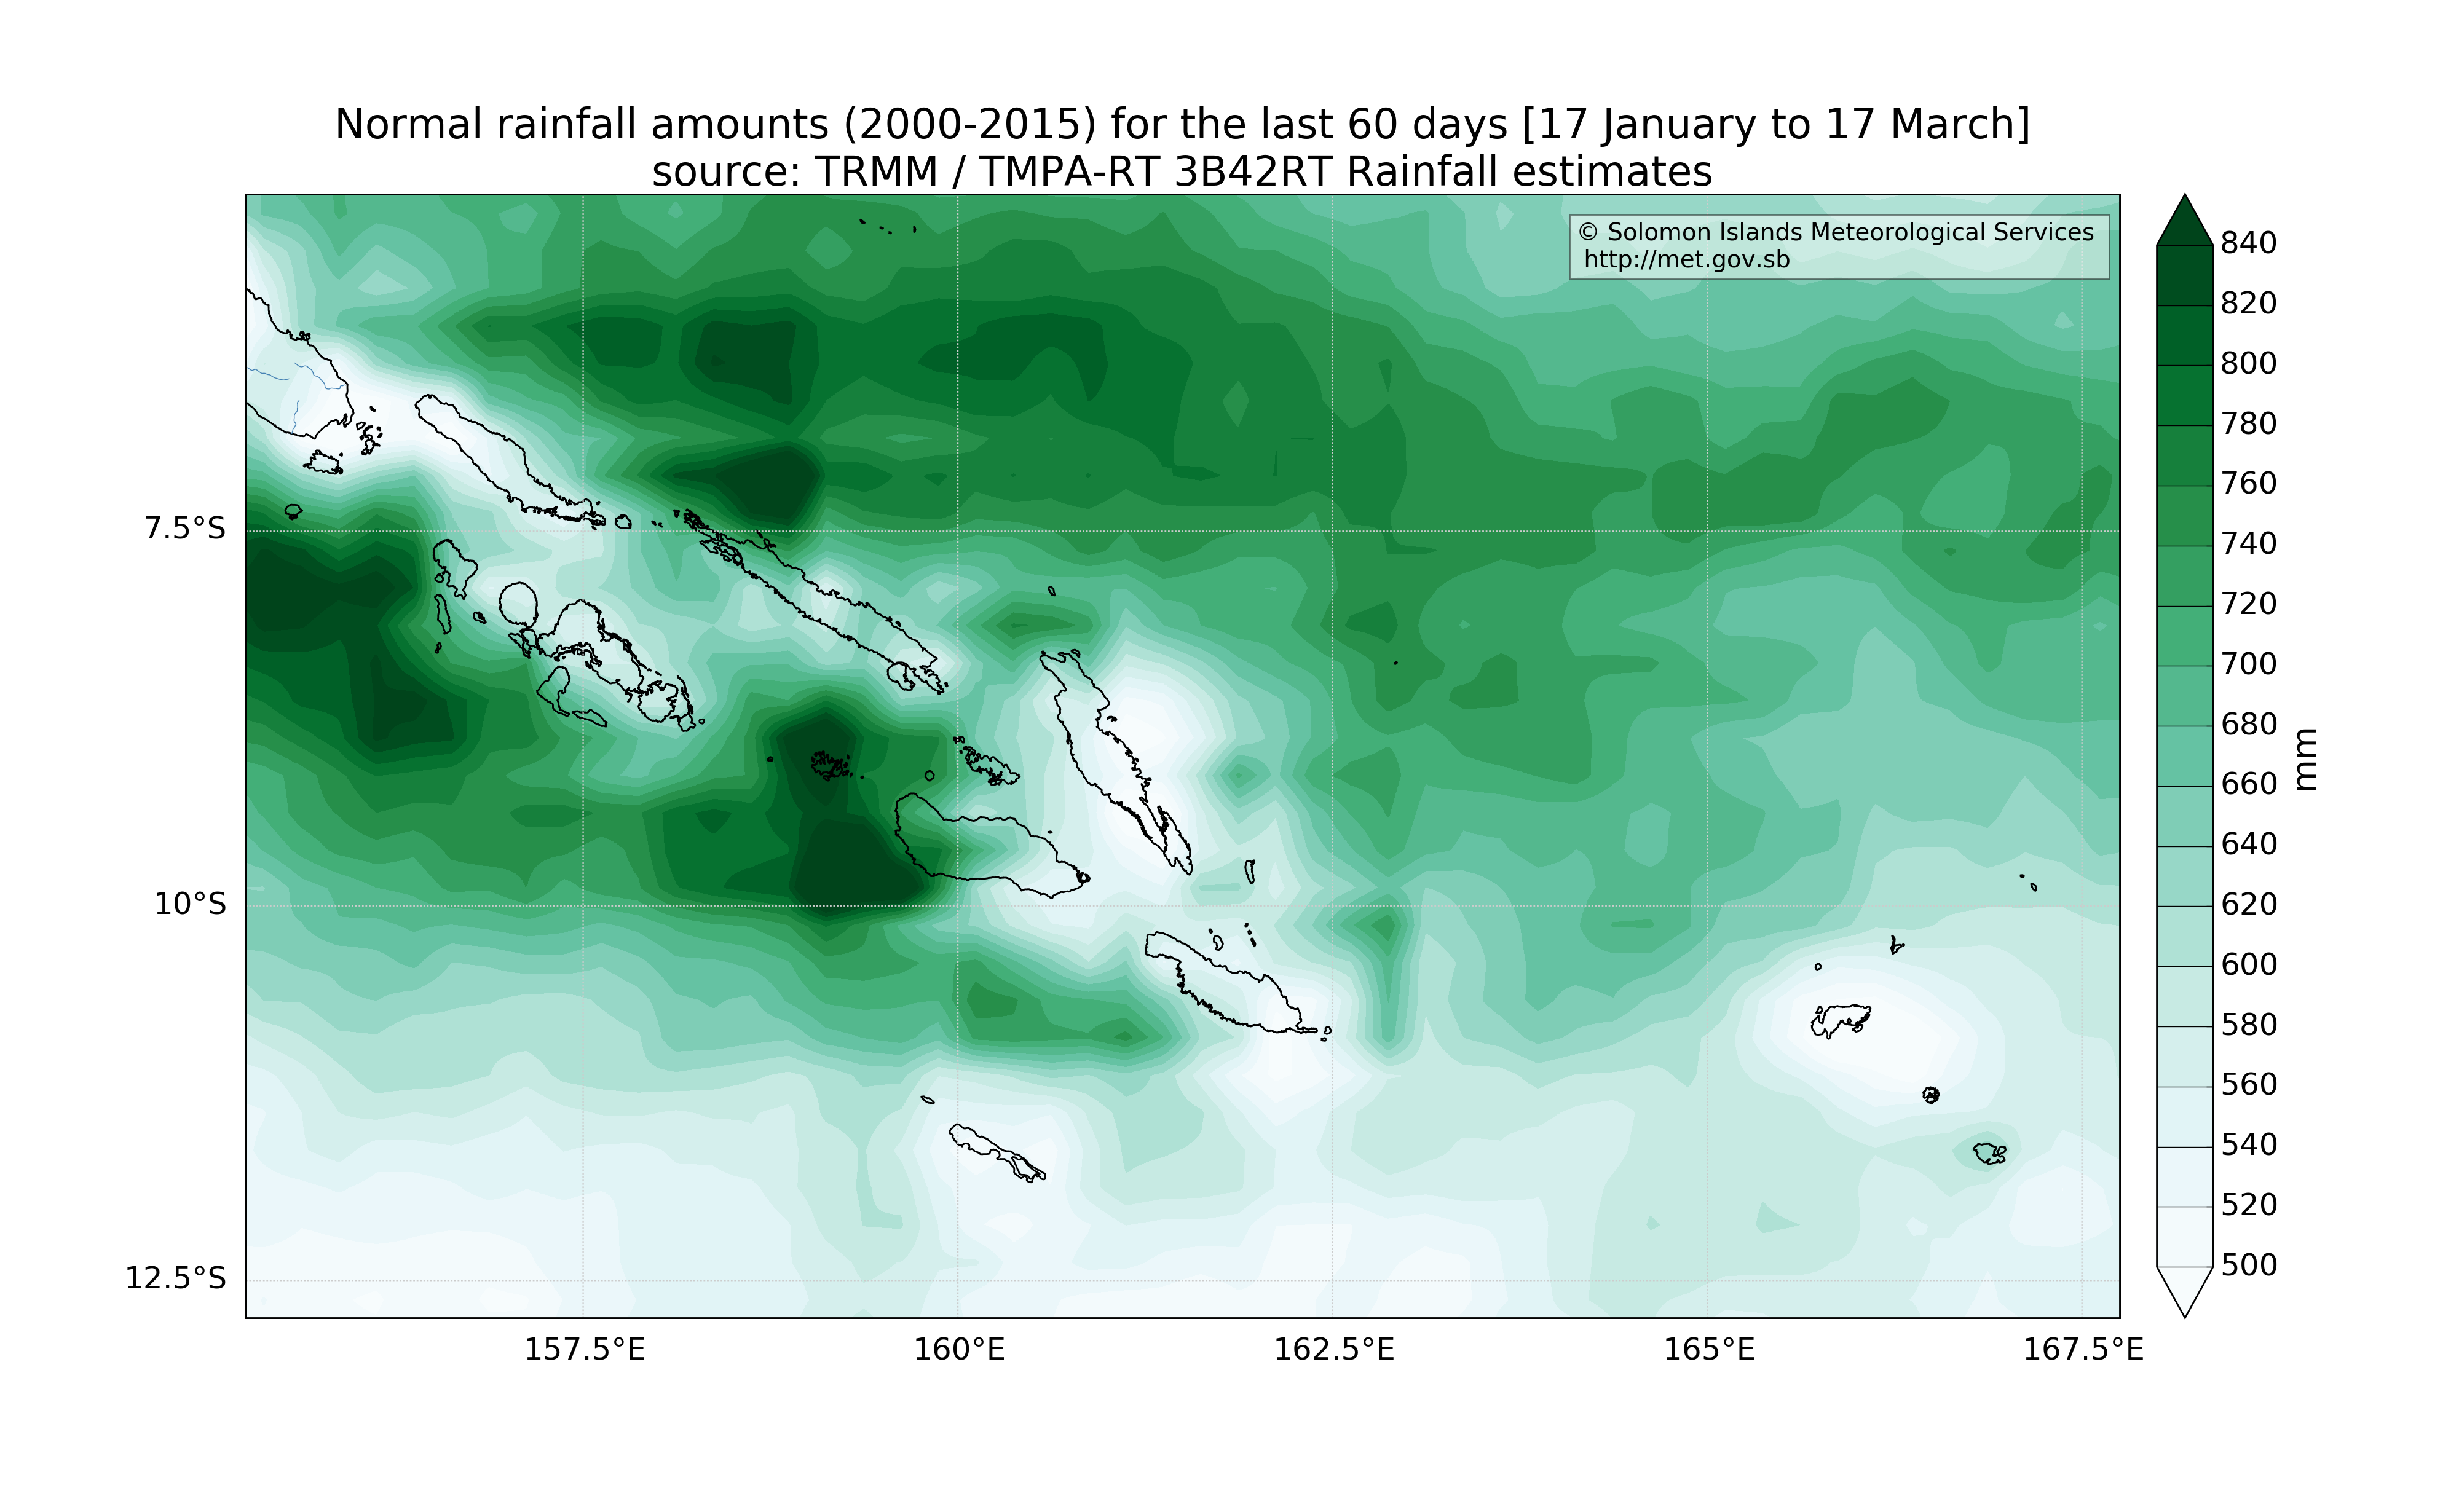 Normal rainfall amounts (2000-2015) for the last 60 days [17 January to 17 March]
source: TRMM / TMPA-RT 3B42RT Rainfall estimates
© Solomon Islands Meteorological Services
http://met.gov.sb
840
820
800
780
760
740
720
700
680
660
640
620
600
580
560
540
520
500
mm
7.5°S
10°S
12.5°S
157.5°E
160°E
162.5°E
165°E
167.5°E